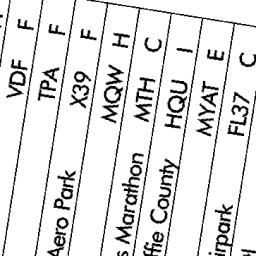 VDF F
TPA F
Aero Park X39 F
MQW H
s Marathon MTH C
ffie County HQU I
MYAT E
irpark FL37 C